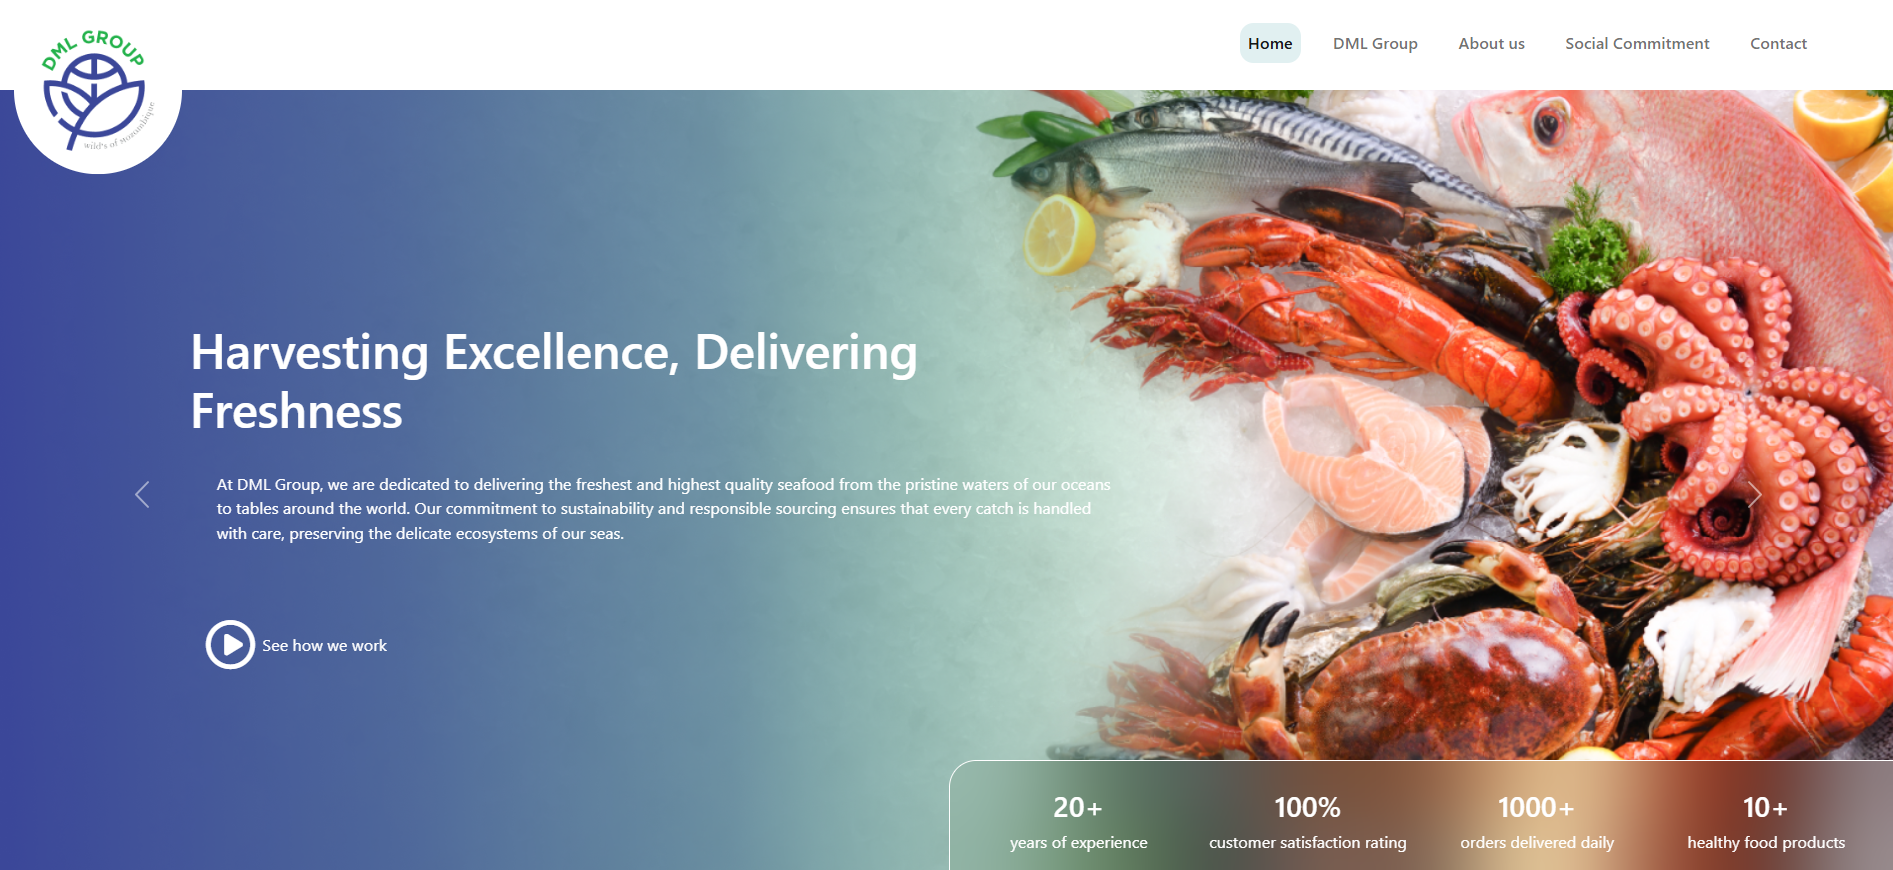 DML GROUP
wild's of mozambique
Home
DML Group
About us
Social Commitment
Contact
Harvesting Excellence, Delivering
Freshness
At DML Group, we are dedicated to delivering the freshest and highest quality seafood from the pristine waters of our oceans
to tables around the world. Our commitment to sustainability and responsible sourcing ensures that every catch is handled
with care, preserving the delicate ecosystems of our seas.
See how we work
20+
years of experience
100%
customer satisfaction rating
1000+
orders delivered daily
10+
healthy food products